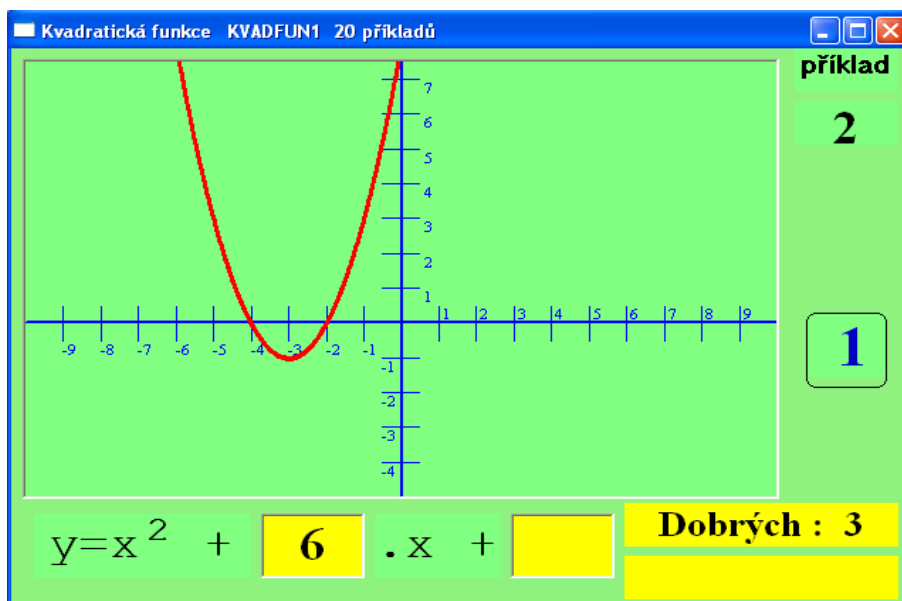 Kvadratická funkce KVADFUN1 20 příkladů
příklad
2
7
6
5
4
3
2
1
1 2 3 4 5 6 7 8 9
-9 -8 -7 -6 -5 -4 -3 -2 -1
-1
-2
-3
-4
1
y=x² + 6 .x +
Dobrých : 3